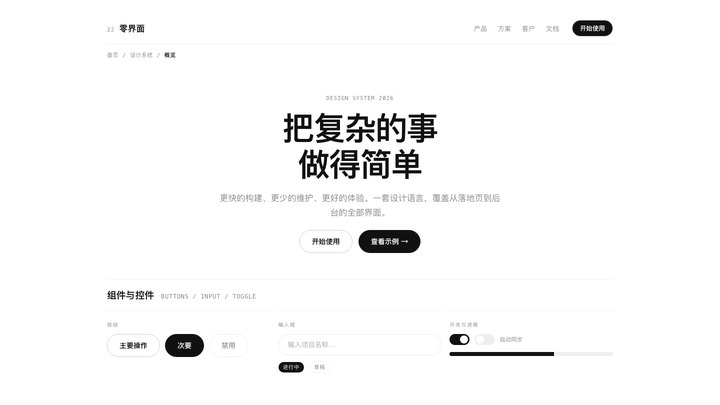 22 零界面
产品 方案 客户 文档 开始使用
首页 / 设计系统 / 概览
DESIGN SYSTEM 2026
把复杂的事
做得简单
更快的构建、更少的维护、更好的体验。一套设计语言，覆盖从落地页到后
台的全部界面。
开始使用 查看示例 →
组件与控件 BUTTONS / INPUT / TOGGLE
按钮
主要操作 次要 禁用
输入框
输入项目名称...
进行中 草稿
开关与进度
自动同步